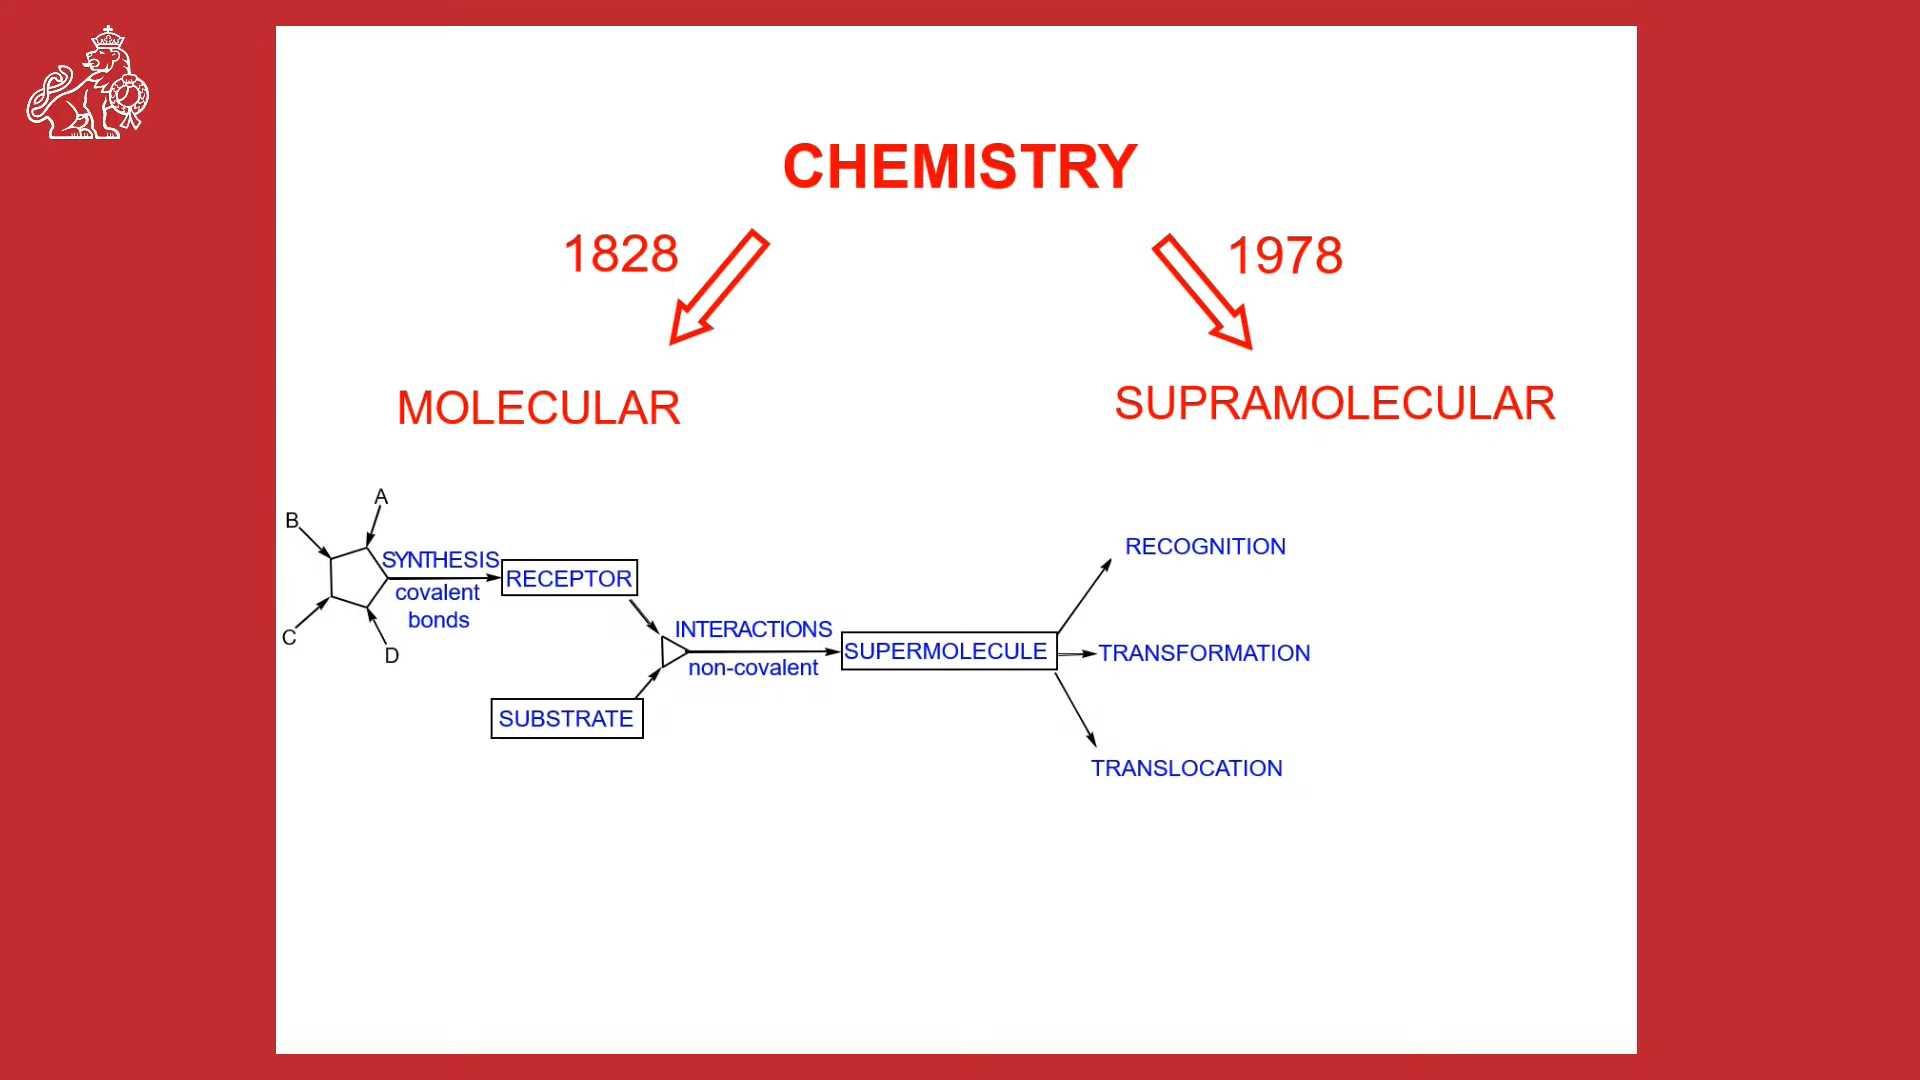 CHEMISTRY
1828
1978
MOLECULAR
SUPRAMOLECULAR
A
B
SYNTHESIS
covalent
bonds
C
D
RECEPTOR
SUBSTRATE
INTERACTIONS
non-covalent
SUPERMOLECULE
RECOGNITION
TRANSFORMATION
TRANSLOCATION